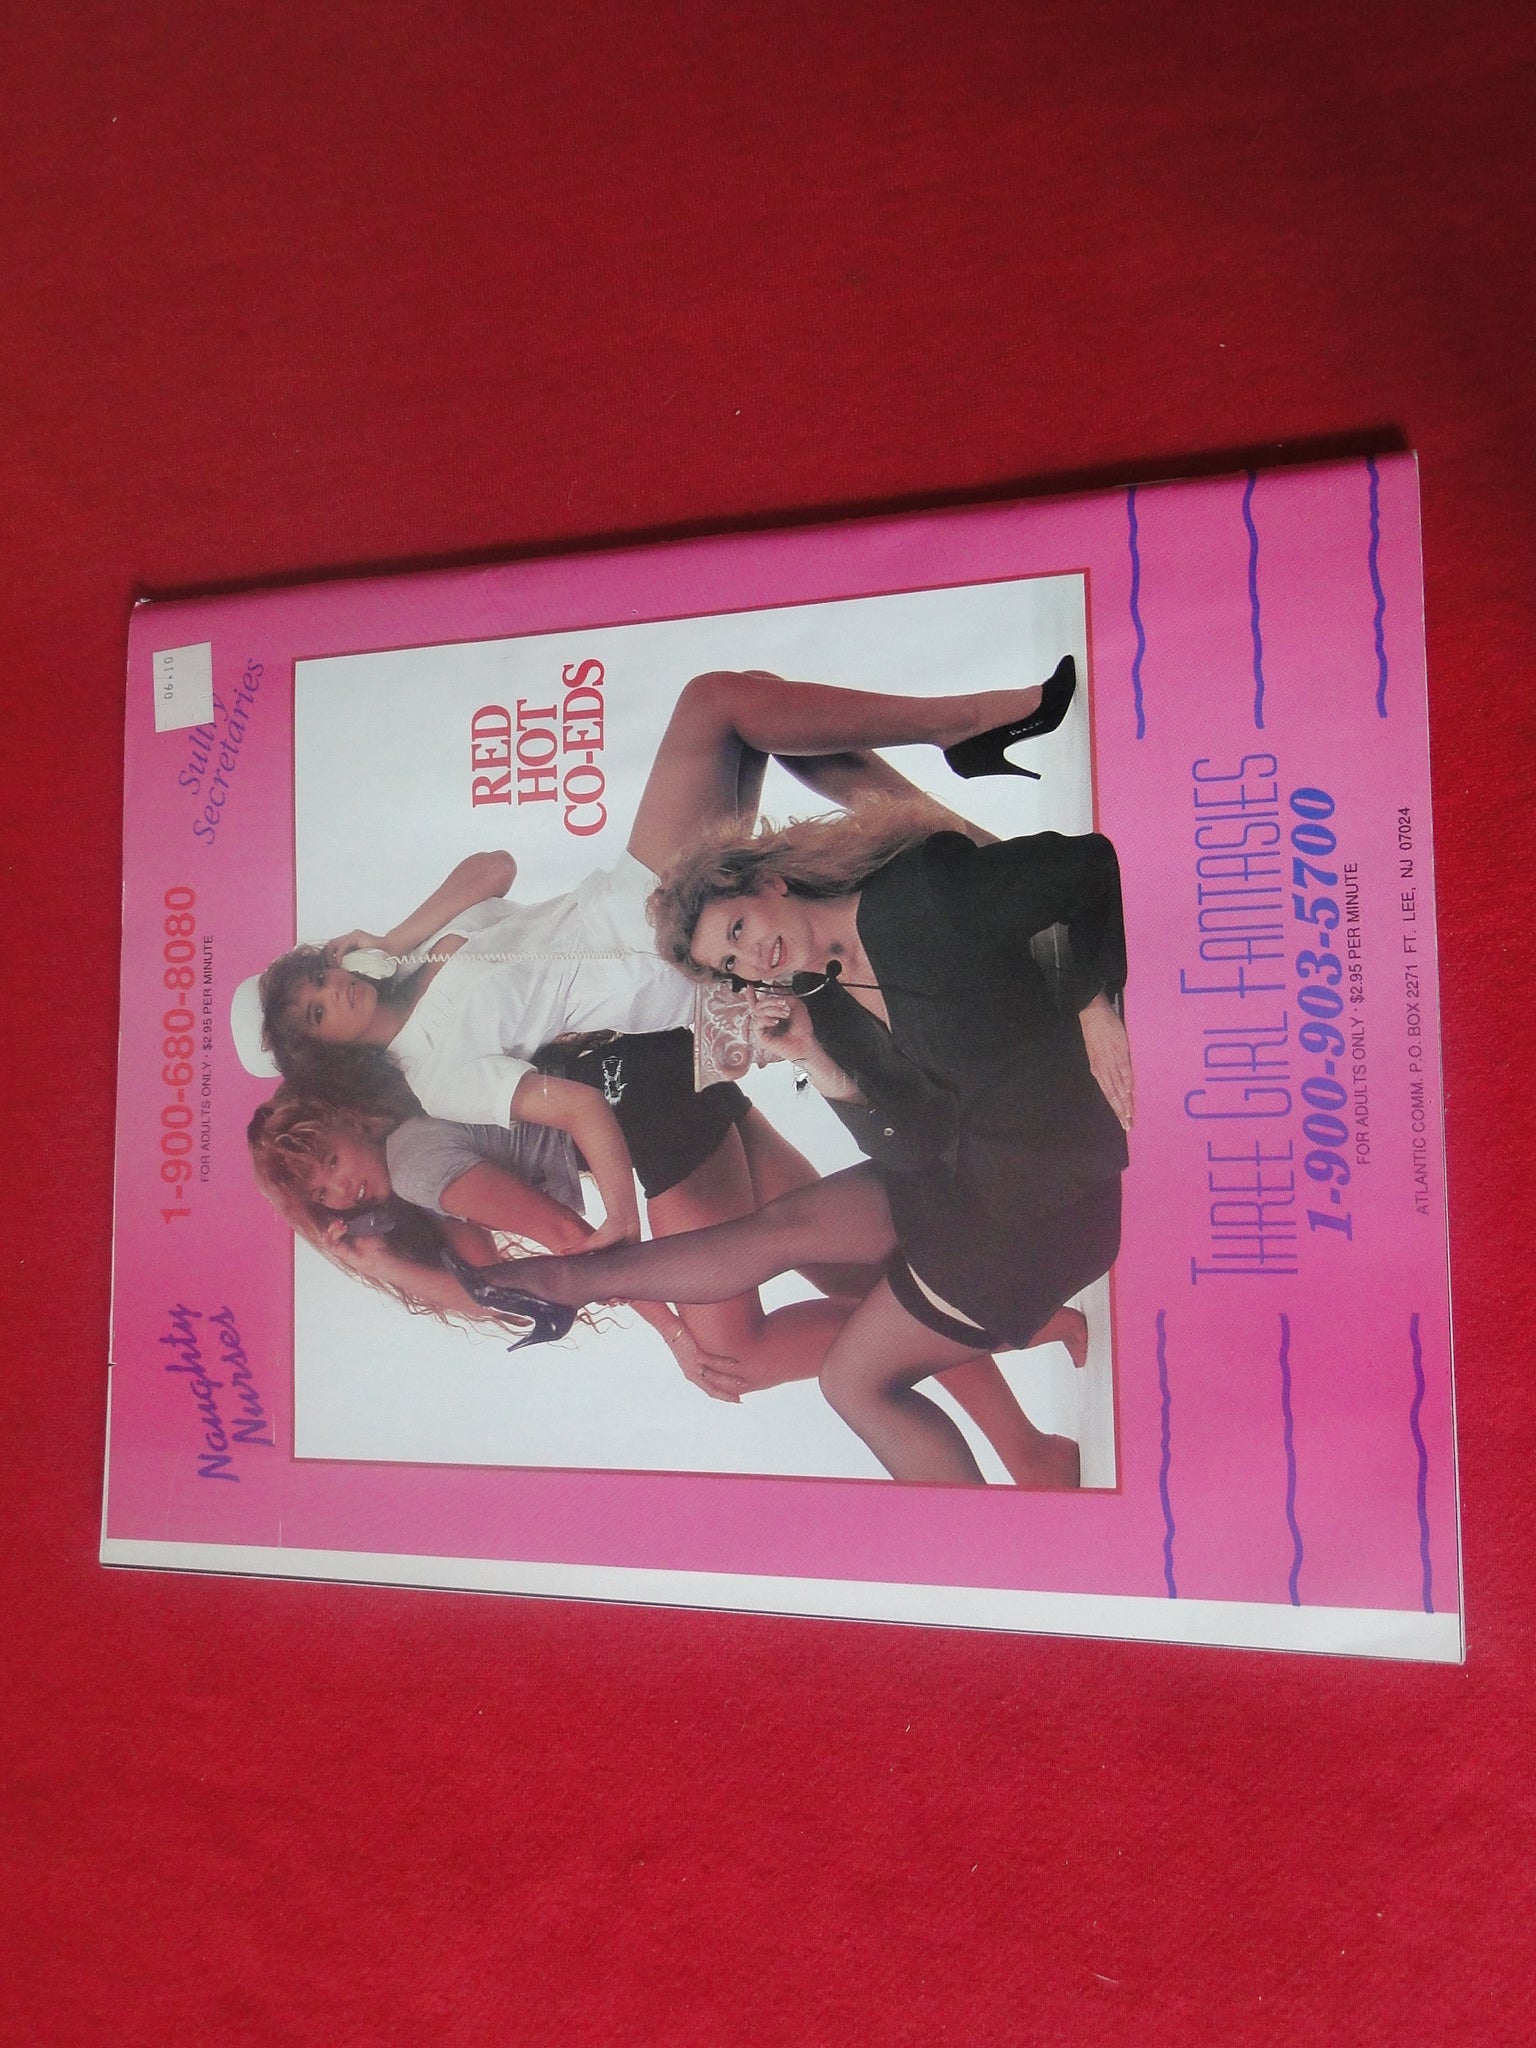 Naughty
Nurses
1-900-680-8080
FOR ADULTS ONLY · $2.95 PER MINUTE
Sultry
Secretaries
RED
HOT
CO-EDS
THREE GIRL FANTASIES
1-900-903-5700
FOR ADULTS ONLY · $2.95 PER MINUTE
ATLANTIC COMM. P.O. BOX 2271 FT. LEE, NJ 07024